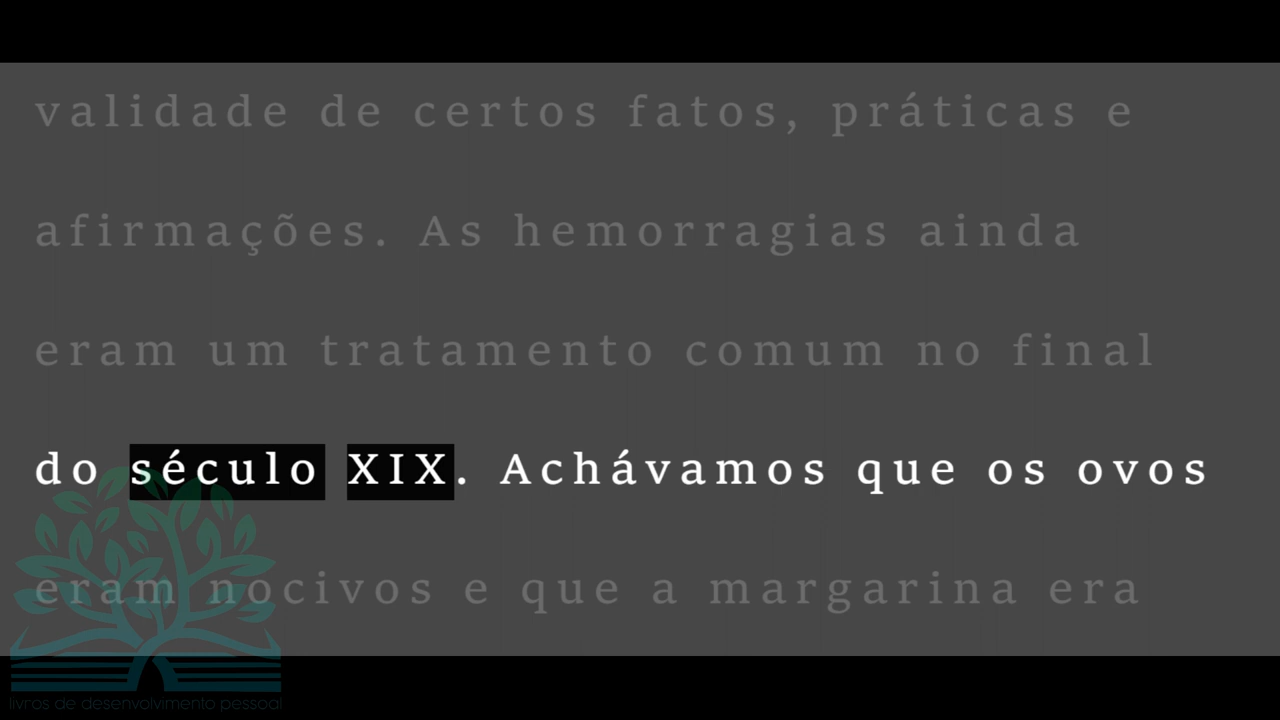 validade de certos fatos, práticas e
afirmações. As hemorragias ainda
eram um tratamento comum no final
do século XIX. Achávamos que os ovos
eram nocivos e que a margarina era
livros de desenvolvimento pessoal